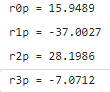 r0p = 15.9489
r1p = -37.0027
r2p = 28.1986
r3p = -7.0712